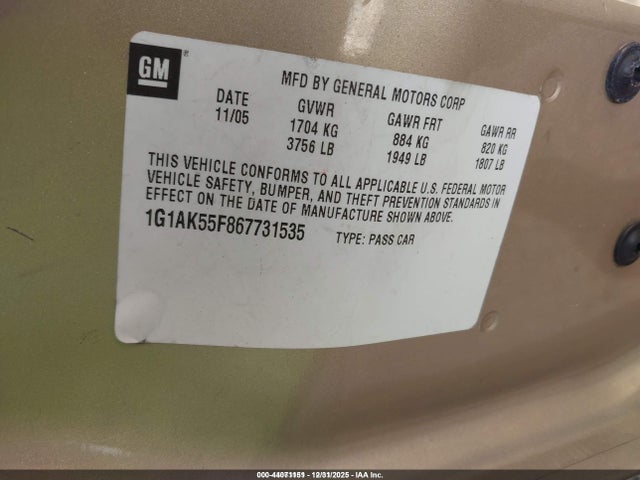 GM®
MFD BY GENERAL MOTORS CORP
DATE GVWR GAWR FRT GAWR RR
11/05 1704 KG 884 KG 820 KG
3756 LB 1949 LB 1807 LB
THIS VEHICLE CONFORMS TO ALL APPLICABLE U.S. FEDERAL MOTOR
VEHICLE SAFETY, BUMPER, AND THEFT PREVENTION STANDARDS IN
EFFECT ON THE DATE OF MANUFACTURE SHOWN ABOVE.
1G1AK55F867731535 TYPE: PASS CAR
000-44073159 12/31/2025 IAA Inc.